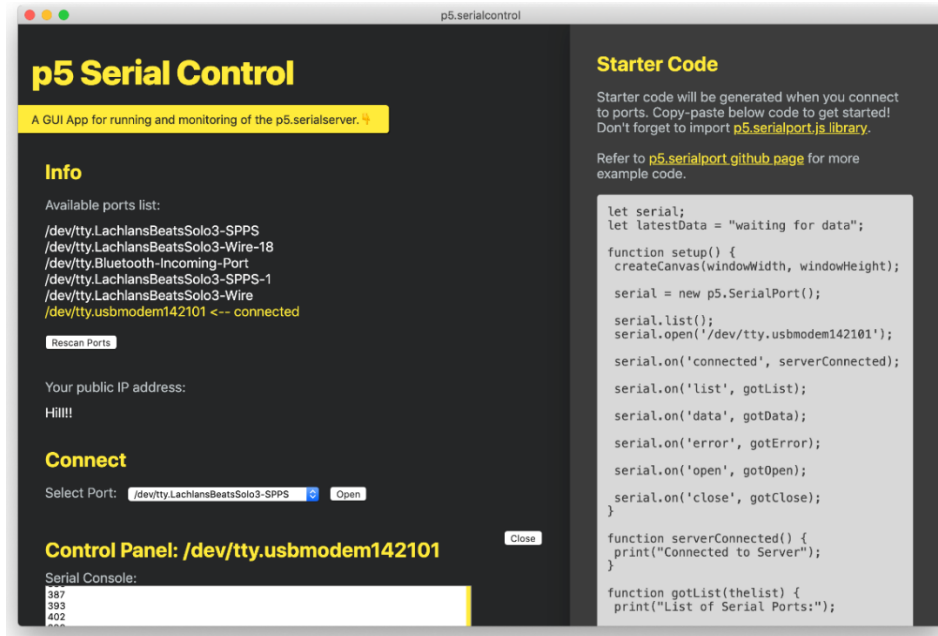 p5.serialcontrol
p5 Serial Control
A GUI App for running and monitoring of the p5.serialserver.👇
Info
Available ports list:
/dev/tty.LachlansBeatsSolo3-SPPS
/dev/tty.LachlansBeatsSolo3-Wire-18
/dev/tty.Bluetooth-Incoming-Port
/dev/tty.LachlansBeatsSolo3-SPPS-1
/dev/tty.LachlansBeatsSolo3-Wire
/dev/tty.usbmodem142101 <-- connected
Rescan Ports
Your public IP address:
Hill!!
Connect
Select Port: /dev/tty.LachlansBeatsSolo3-SPPS Open
Close
Control Panel: /dev/tty.usbmodem142101
Serial Console:
387
393
402
Starter Code
Starter code will be generated when you connect
to ports. Copy-paste below code to get started!
Don't forget to import p5.serialport.js library.
Refer to p5.serialport github page for more
example code.
let serial;
let latestData = "waiting for data";
function setup() {
createCanvas(windowWidth, windowHeight);
serial = new p5.SerialPort();
serial.list();
serial.open('/dev/tty.usbmodem142101');
serial.on('connected', serverConnected);
serial.on('list', gotList);
serial.on('data', gotData);
serial.on('error', gotError);
serial.on('open', gotOpen);
serial.on('close', gotClose);
}
function serverConnected() {
print("Connected to Server");
}
function gotList(thelist) {
print("List of Serial Ports:");